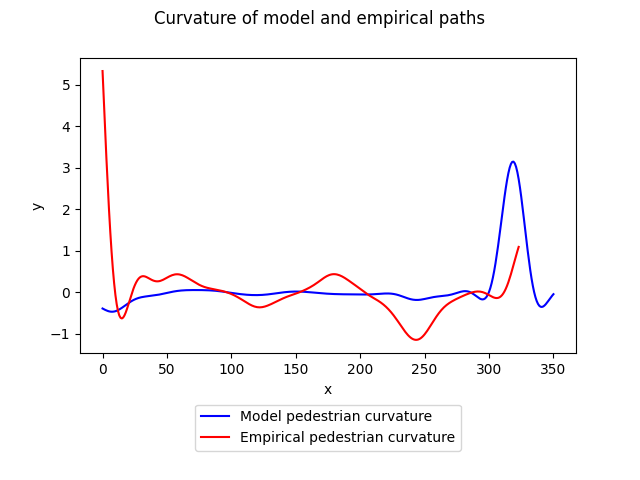 Curvature of model and empirical paths
5
4
3
2
1
0
−1
y
0 50 100 150 200 250 300 350
x
Model pedestrian curvature
Empirical pedestrian curvature